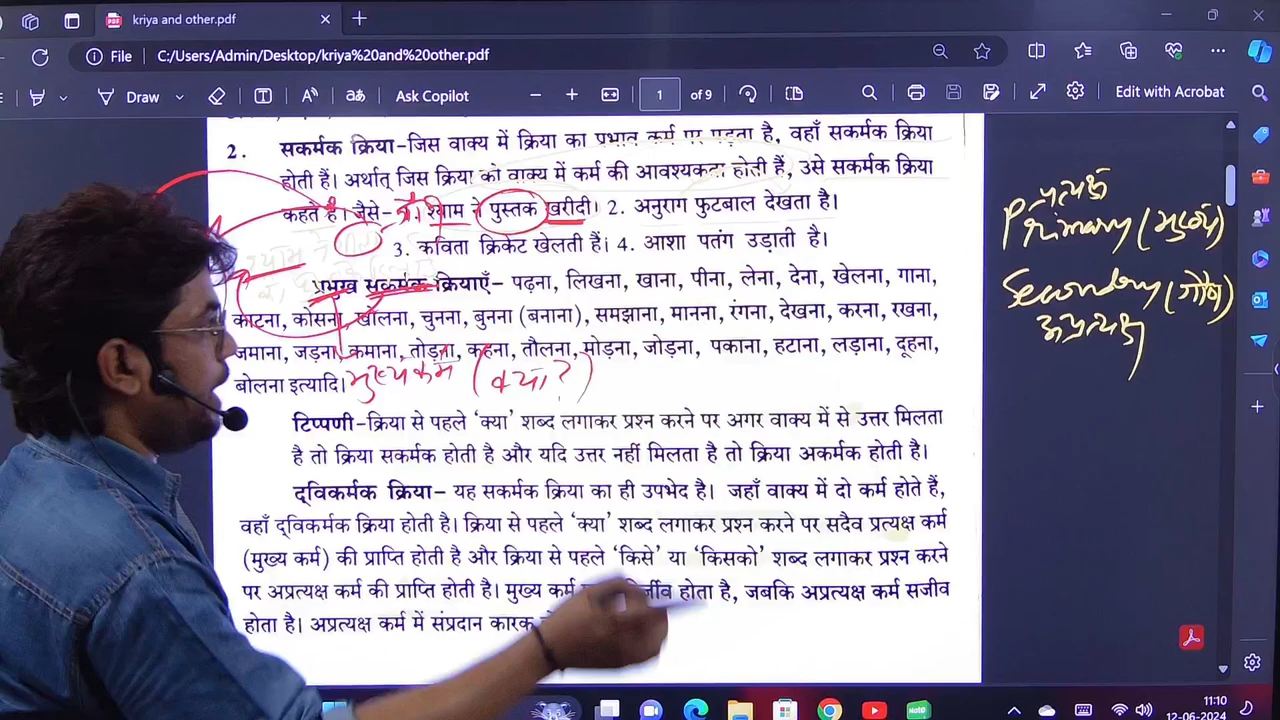 kriya and other.pdf
File C:/Users/Admin/Desktop/kriya%20and%20other.pdf
Draw Ask Copilot 1 of 9 Edit with Acrobat
2. सकर्मक क्रिया-जिस वाक्य में क्रिया का प्रभाव कर्म पर पड़ता है, वहाँ सकर्मक क्रिया
होती हैं। अर्थात् जिस क्रिया को वाक्य में कर्म की आवश्यकता होती हैं, उसे सकर्मक क्रिया
कहते है। जैसे- श्याम ने पुस्तक खरीदी। 2. अनुराग फुटबाल देखता है।
3. कविता क्रिकेट खेलती हैं। 4. आशा पतंग उड़ाती है।
प्रमुख सकर्मक क्रियाएँ- पढ़ना, लिखना, खाना, पीना, लेना, देना, खेलना, गाना,
काटना, कोसना, खोलना, चुनना, बुनना (बनाना), समझाना, मानना, रंगना, देखना, करना, रखना,
जमाना, जड़ना, कमाना, तोड़ना, कहना, तौलना, मोड़ना, जोड़ना, पकाना, हटाना, लड़ाना, दूहना,
बोलना इत्यादि।
मुख्य कर्म (क्या?)
टिप्पणी-क्रिया से पहले 'क्या' शब्द लगाकर प्रश्न करने पर अगर वाक्य में से उत्तर मिलता
है तो क्रिया सकर्मक होती है और यदि उत्तर नहीं मिलता है तो क्रिया अकर्मक होती है।
द्विकर्मक क्रिया- यह सकर्मक क्रिया का ही उपभेद है। जहाँ वाक्य में दो कर्म होते हैं,
वहाँ द्विकर्मक क्रिया होती है। क्रिया से पहले 'क्या' शब्द लगाकर प्रश्न करने पर सदैव प्रत्यक्ष कर्म
(मुख्य कर्म) की प्राप्ति होती है और क्रिया से पहले 'किसे' या 'किसको' शब्द लगाकर प्रश्न करने
पर अप्रत्यक्ष कर्म की प्राप्ति होती है। मुख्य कर्म होता है, जबकि अप्रत्यक्ष कर्म सजीव
होता है। अप्रत्यक्ष कर्म में संप्रदान कारक
प्रत्यक्ष
Primary (मुख्य)
Secondary (गौण)
अप्रत्यक्ष
11:10
12-06-2024